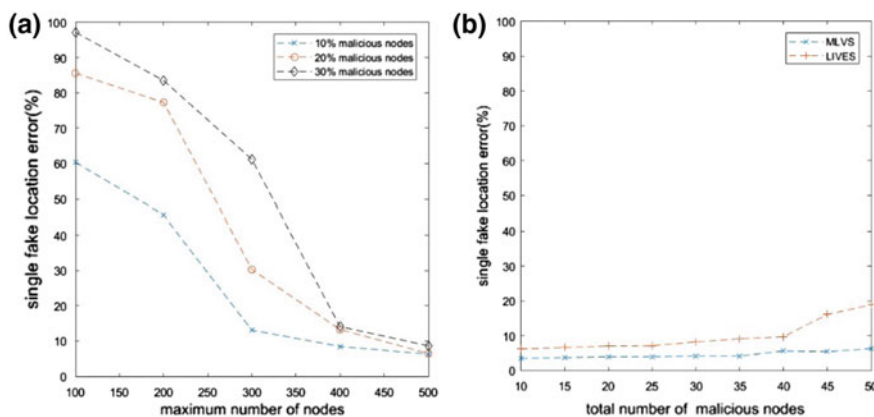 (a)
100
90
80
70
60
50
40
30
20
10
0
single fake location error(%)
10% malicious nodes
20% malicious nodes
30% malicious nodes
100 150 200 250 300 350 400 450 500
maximum number of nodes
(b)
100
90
80
70
60
50
40
30
20
10
0
single fake location error(%)
MLVS
LIVES
10 15 20 25 30 35 40 45 50
total number of malicious nodes